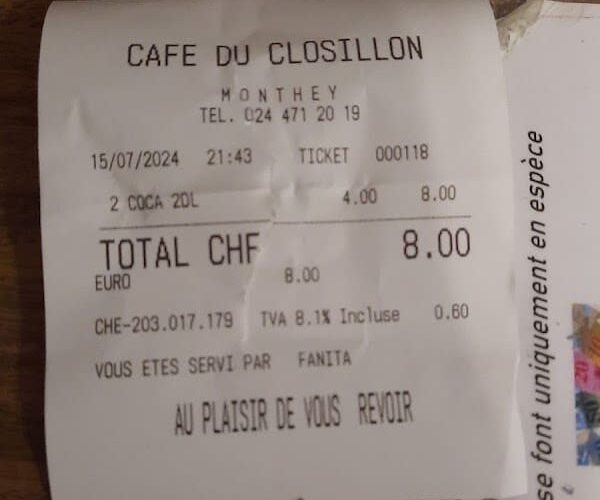 CAFE DU CLOSILLON
MONTHEY
TEL. 024 471 20 19
15/07/2024 21:43 TICKET 000118
2 COCA 2DL 4.00 8.00
TOTAL CHF 8.00
EURO 8.00
CHE-203.017.179 TVA 8.1% Incluse 0.60
VOUS ETES SERVI PAR FANITA
AU PLAISIR DE VOUS REVOIR
se font uniquement en espèce